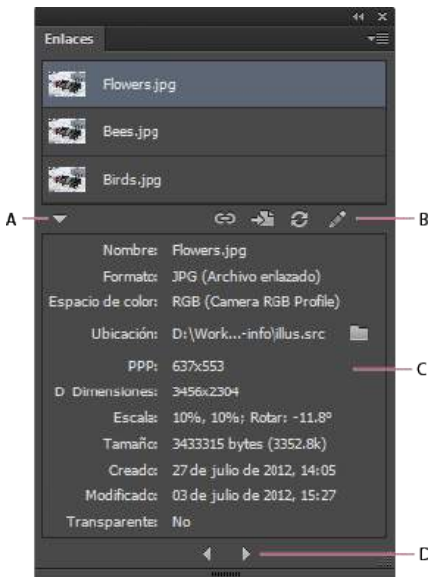 Enlaces
Flowers.jpg
Bees.jpg
Birds.jpg
A
B
Nombre: Flowers.jpg
Formato: JPG (Archivo enlazado)
Espacio de color: RGB (Camera RGB Profile)
Ubicación: D:\Work...-info\illus.src
PPP: 637x553
C
D Dimensiones: 3456x2304
Escala: 10%, 10%; Rotar: -11.8º
Tamaño: 3433315 bytes (3352.8k)
Creado: 27 de julio de 2012, 14:05
Modificado: 03 de julio de 2012, 15:27
Transparente: No
D